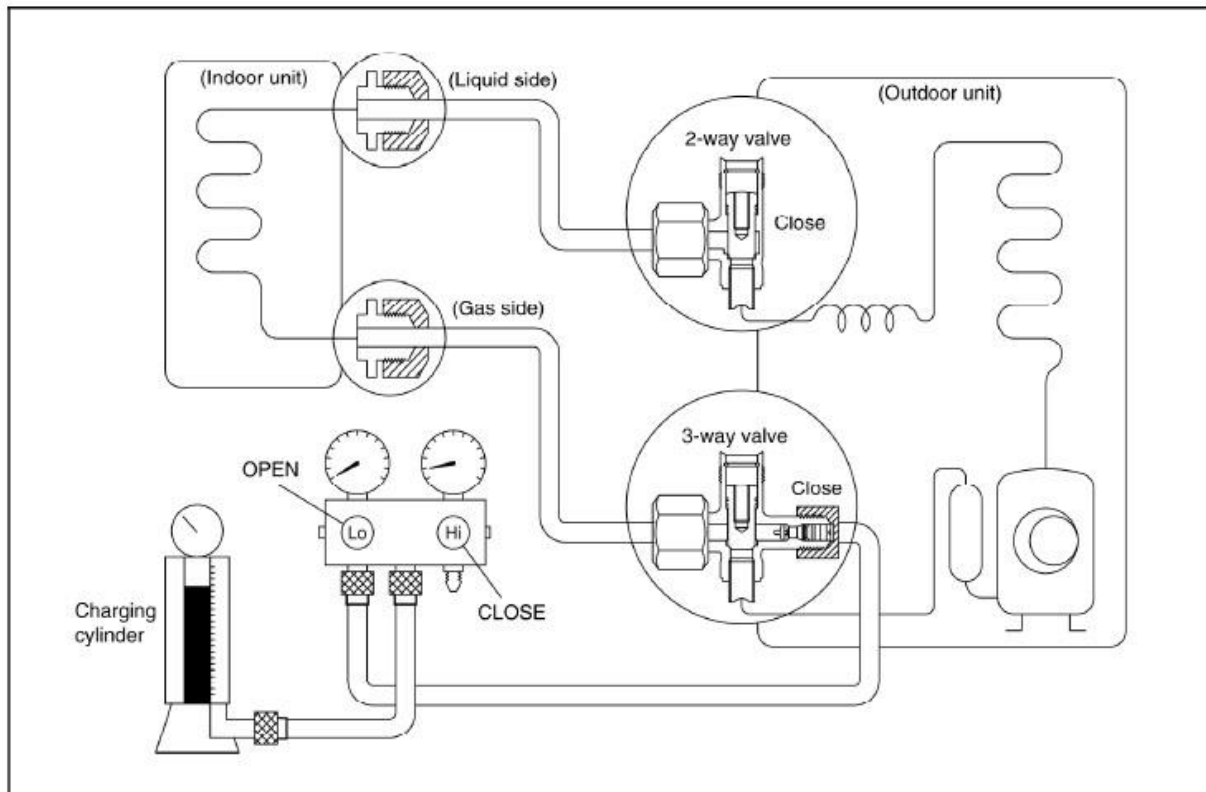 (Indoor unit)
(Liquid side)
(Outdoor unit)
2-way valve
Close
(Gas side)
3-way valve
Close
OPEN
Lo
Hi
CLOSE
Charging
cylinder